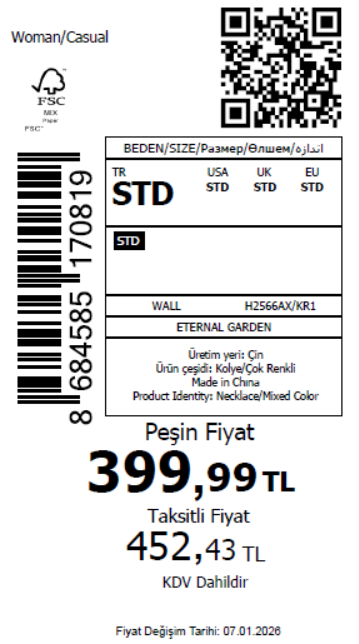 Woman/Casual
FSC
MIX
Paper
FSC™
8 684585 170819
BEDEN/SIZE/Размер/Өлшем/اندازه
TR USA UK EU
STD STD STD STD
STD
WALL H2566AX/KR1
ETERNAL GARDEN
Üretim yeri: Çin
Ürün çeşidi: Kolye/Çok Renkli
Made in China
Product Identity: Necklace/Mixed Color
Peşin Fiyat
399,99 TL
Taksitli Fiyat
452,43 TL
KDV Dahildir
Fiyat Değişim Tarihi: 07.01.2026